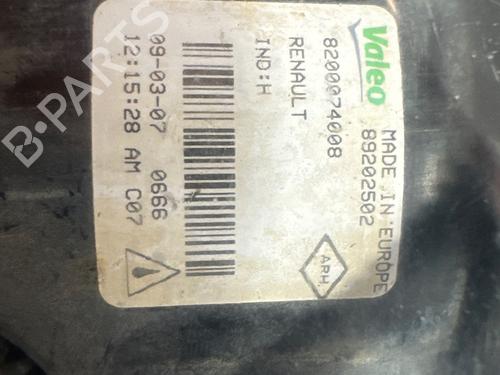 Valeo
MADE IN EUROPE
89202502
8200074008
RENAULT
IND:H
ARH
09-03-07 0666
12:15:28 AM C07
B-PARTS